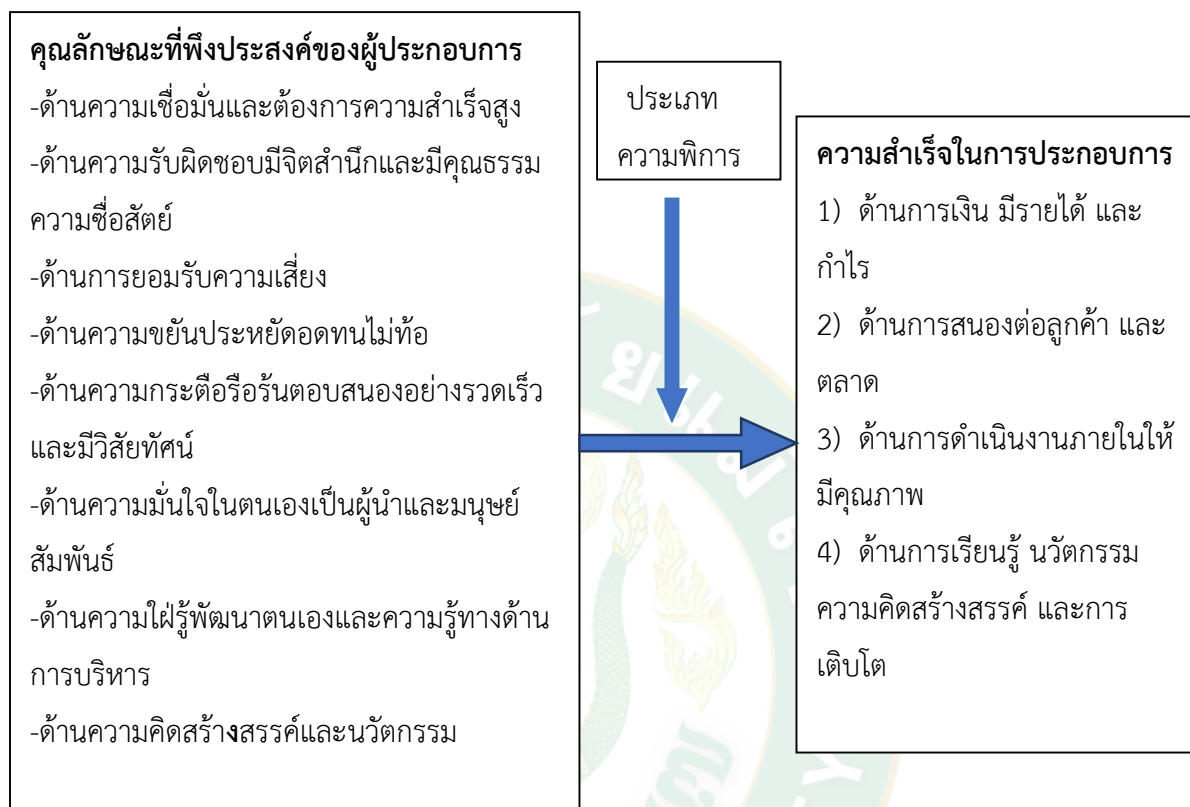 คุณลักษณะที่พึงประสงค์ของผู้ประกอบการ
-ด้านความเชื่อมั่นและต้องการความสำเร็จสูง
-ด้านความรับผิดชอบมีจิตสำนึกและมีคุณธรรม
ความซื่อสัตย์
-ด้านการยอมรับความเสี่ยง
-ด้านความขยันประหยัดอดทนไม่ท้อ
-ด้านความกระตือรือร้นตอบสนองอย่างรวดเร็ว
และมีวิสัยทัศน์
-ด้านความมั่นใจในตนเองเป็นผู้นำและมนุษย์
สัมพันธ์
-ด้านความใฝ่รู้พัฒนาตนเองและความรู้ทางด้าน
การบริหาร
-ด้านความคิดสร้างสรรค์และนวัตกรรม
ประเภท
ความพิการ
ความสำเร็จในการประกอบการ
1) ด้านการเงิน มีรายได้ และ
กำไร
2) ด้านการสนองต่อลูกค้า และ
ตลาด
3) ด้านการดำเนินงานภายในให้
มีคุณภาพ
4) ด้านการเรียนรู้ นวัตกรรม
ความคิดสร้างสรรค์ และการ
เติบโต